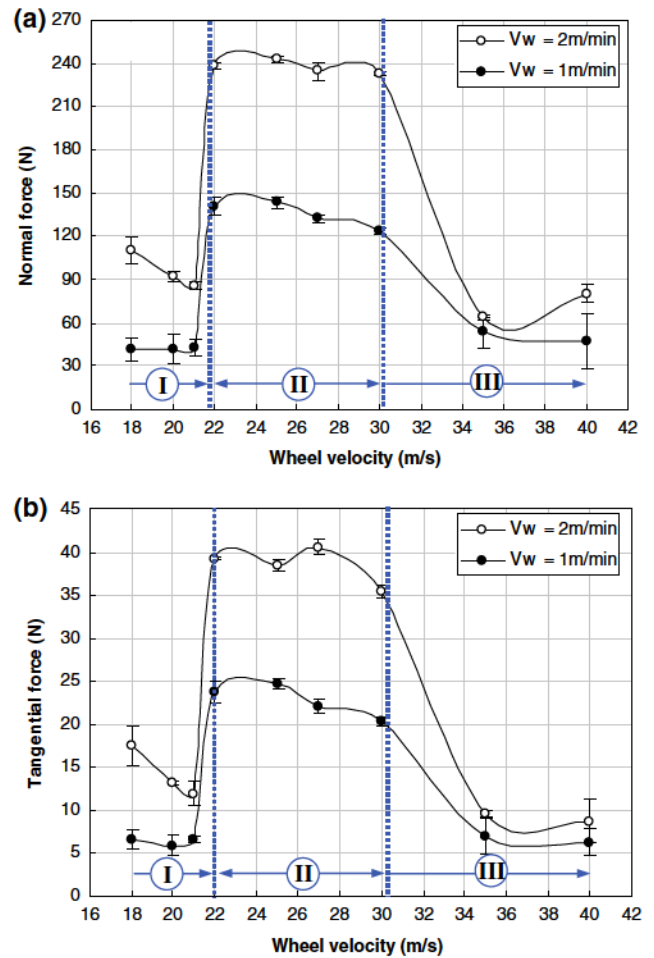 (a)
270
240
210
180
150
120
90
60
30
0
Normal force (N)
Vw = 2m/min
Vw = 1m/min
I
II
III
16 18 20 22 24 26 28 30 32 34 36 38 40 42
Wheel velocity (m/s)
(b)
45
40
35
30
25
20
15
10
5
0
Tangential force (N)
Vw = 2m/min
Vw = 1m/min
I
II
III
16 18 20 22 24 26 28 30 32 34 36 38 40 42
Wheel velocity (m/s)